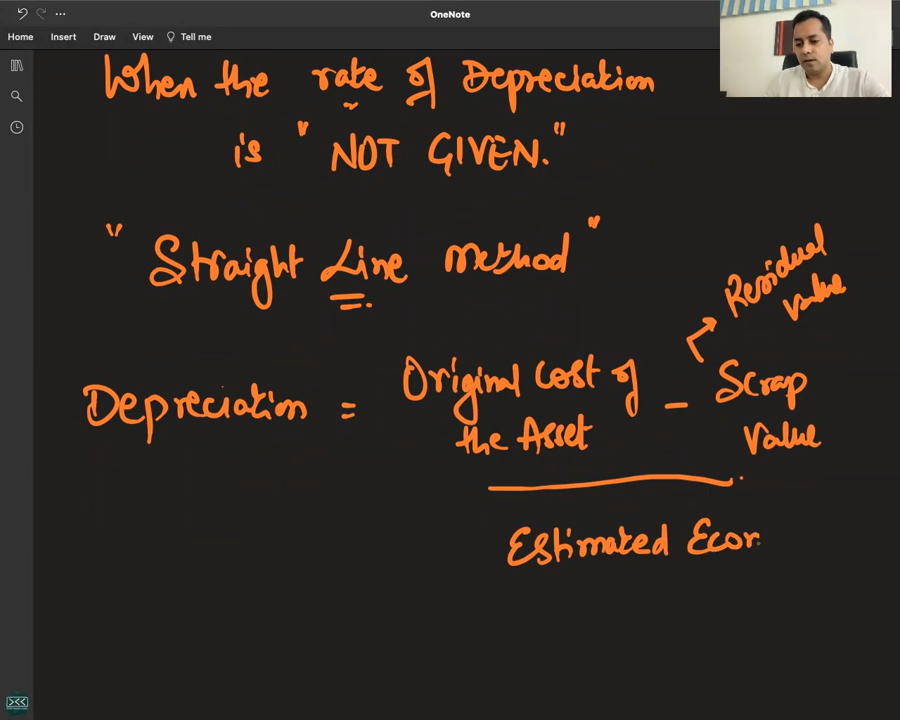 OneNote
Home Insert Draw View Tell me
When the rate of Depreciation
is "NOT GIVEN."
"Straight Line Method"
Residual
Value
Depreciation = Original Cost of the Asset - Scrap Value
Estimated Econ